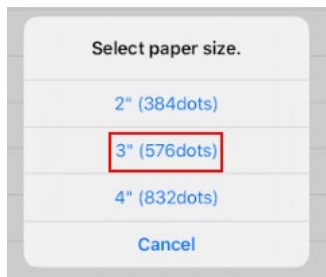 Select paper size.
2" (384dots)
3" (576dots)
4" (832dots)
Cancel